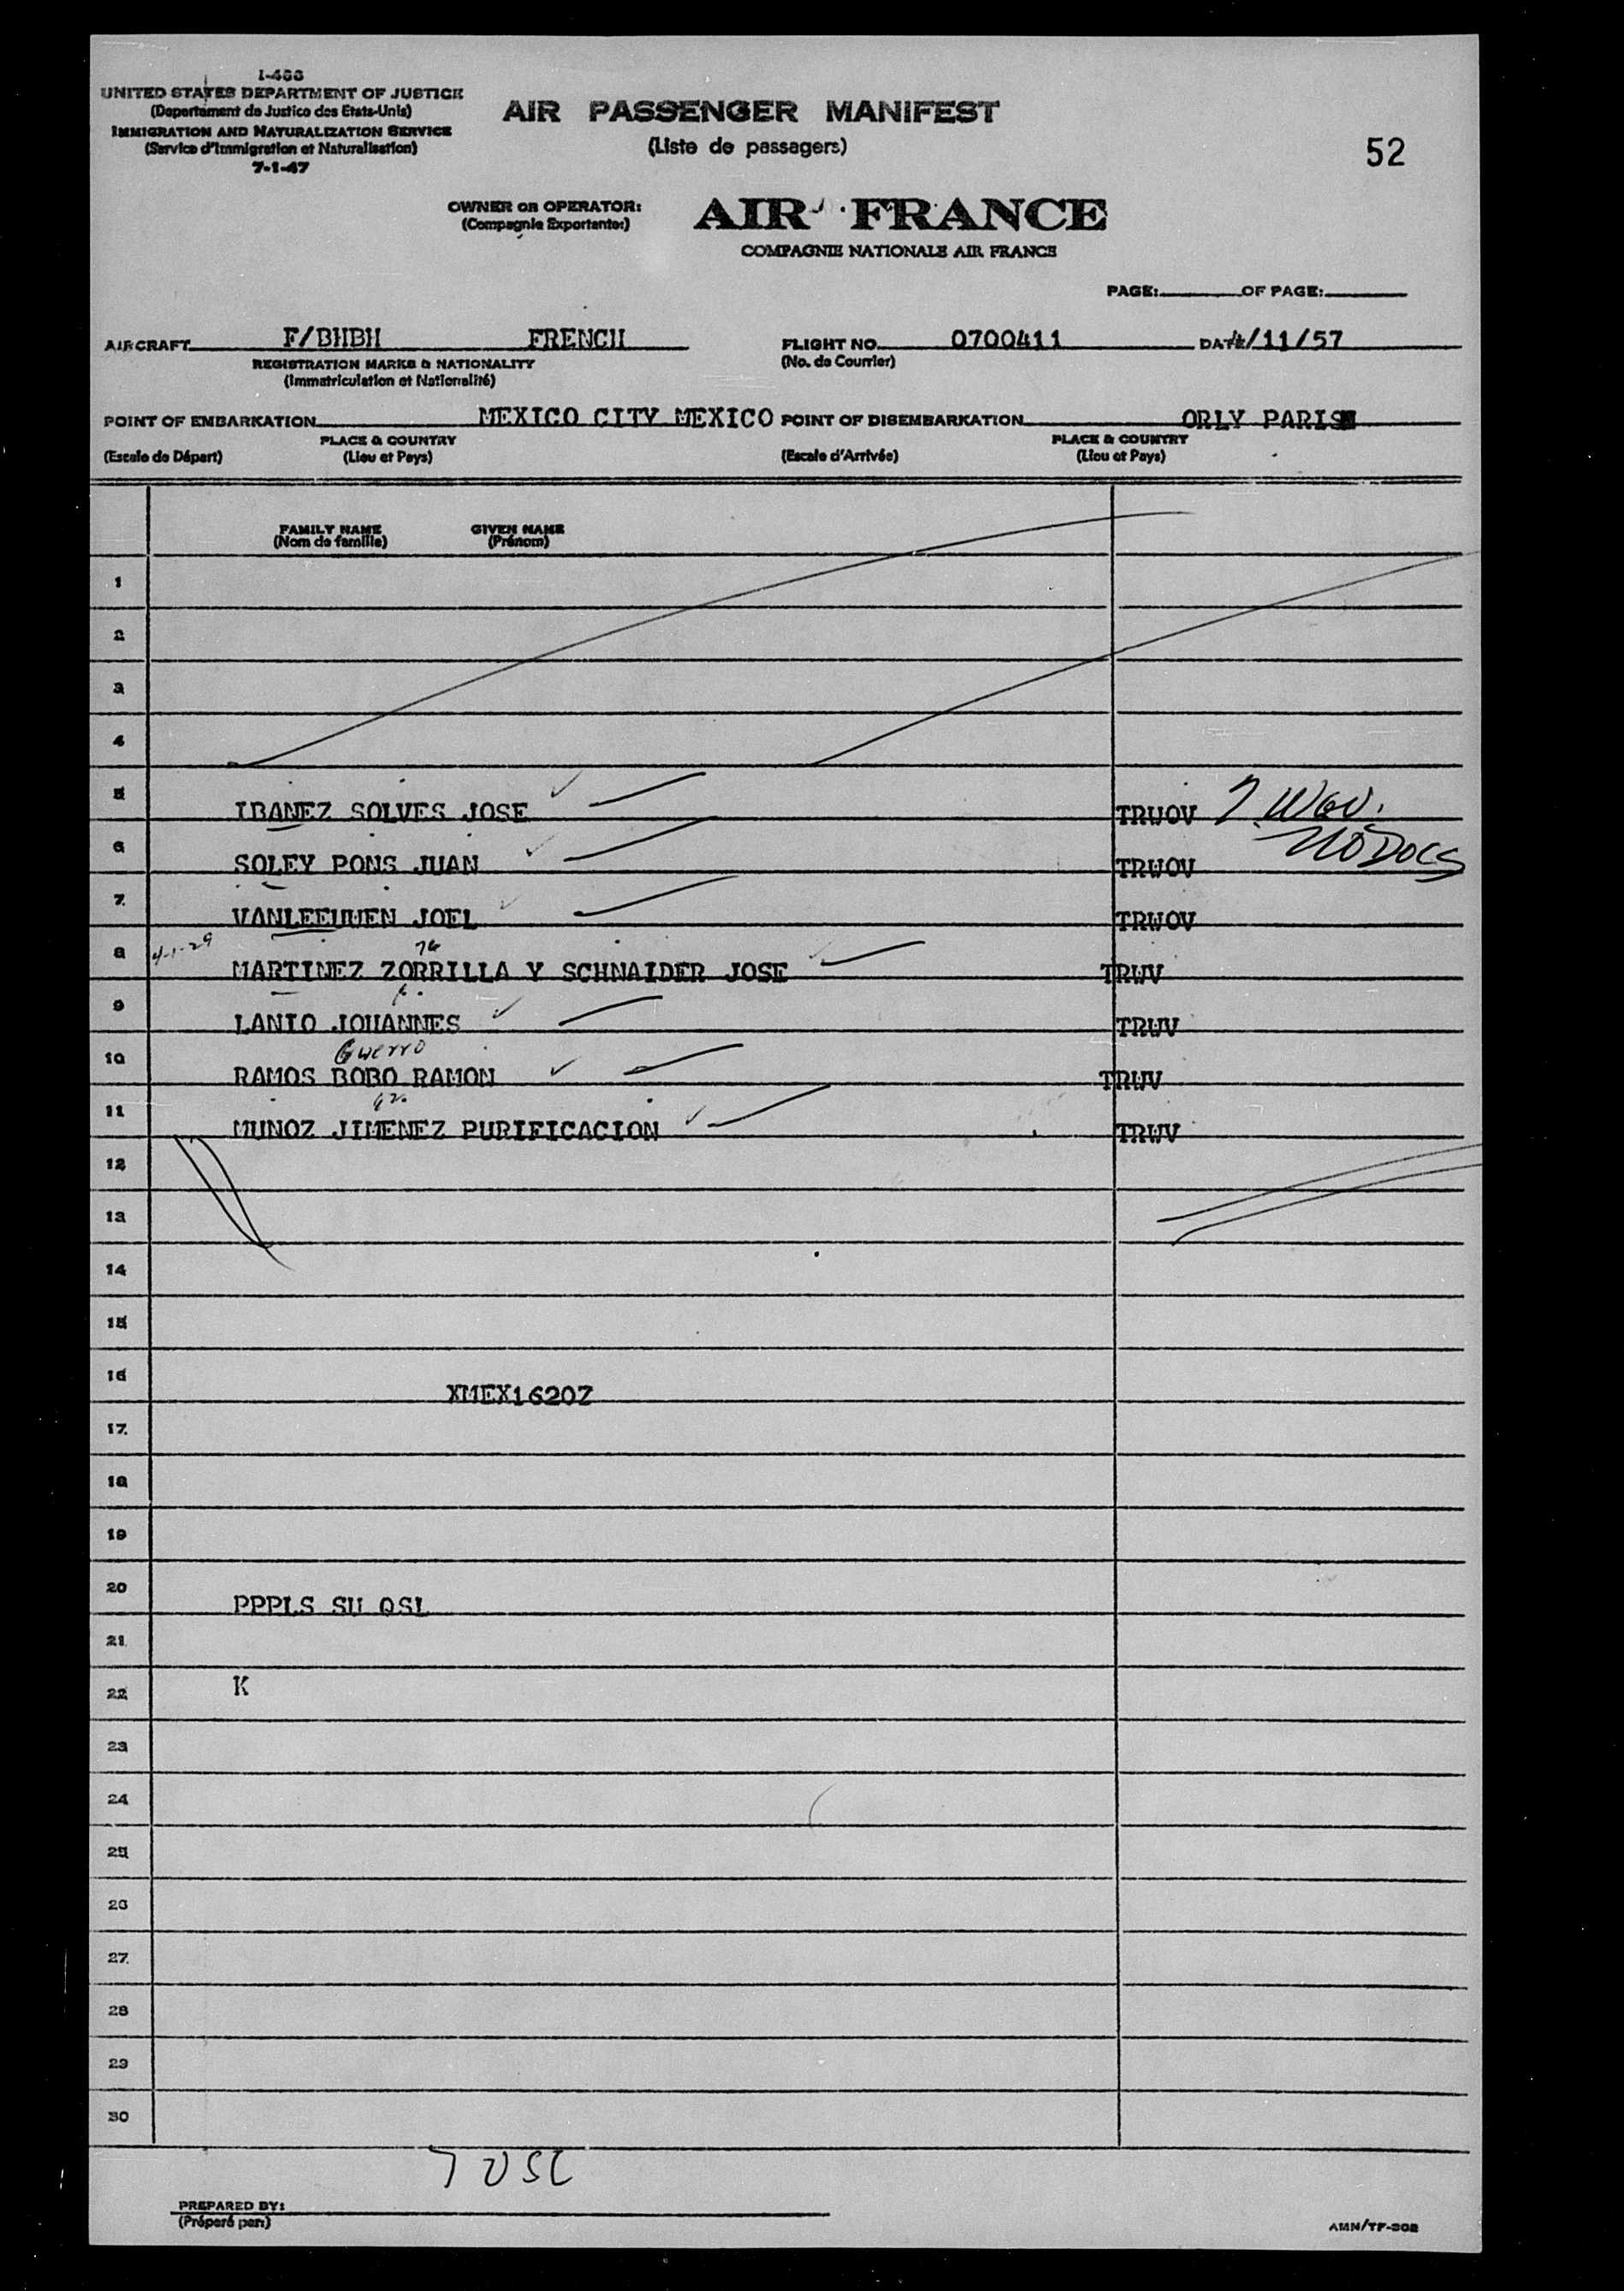 I-466
UNITED STATES DEPARTMENT OF JUSTICE
(Departement de Justice des Etats-Unis)
IMMIGRATION AND NATURALIZATION SERVICE
(Service d'Immigration et Naturalisation)
7-1-47
AIR PASSENGER MANIFEST
(Liste de passagers)
52
OWNER OR OPERATOR: AIR FRANCE
(Compagnie Exportante:)
COMPAGNIE NATIONALE AIR FRANCE
PAGE: OF PAGE:
AIRCRAFT F/BHBH FRENCH FLIGHT NO. 0700411 DATE 4/11/57
REGISTRATION MARKS & NATIONALITY (No. de Courrier)
(Immatriculation et Nationalité)
POINT OF EMBARKATION MEXICO CITY MEXICO POINT OF DISEMBARKATION ORLY PARIS
PLACE & COUNTRY PLACE & COUNTRY
(Escale de Départ) (Lieu et Pays) (Escale d'Arrivée) (Lieu et Pays)
FAMILY NAME GIVEN NAME
(Nom de famille) (Prénom)
1
2
3
4
5 IBANEZ SOLVES JOSE TRWOV
6 SOLEY PONS JUAN TRWOV NO DOCS
7 VANLEEUWEN JOEL TRWOV
8 4-1-29 MARTINEZ ZORRILLA Y SCHNAIDER JOSE TRWV
9 LANIO JOHANNES TRWV
Guerro
10 RAMOS BOBO RAMON TRWV
11 MUNOZ JIMENEZ PURIFICACION TRWV
12
13
14
15
16 XMEX1620Z
17
18
19
20 PPPLS SU QSL
21
22 K
23
24
25
26
27
28
29
30
PREPARED BY:
(Préparé par:)
AMN/TF-302